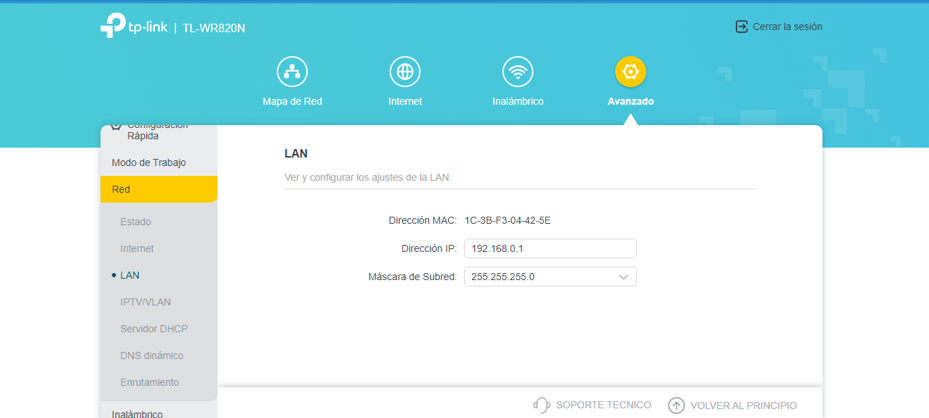 tp-link | TL-WR820N
Cerrar la sesión
Mapa de Red
Internet
Inalámbrico
Avanzado
Configuración
Rápida
Modo de Trabajo
Red
Estado
Internet
LAN
IPTV/VLAN
Servidor DHCP
DNS dinámico
Enrutamiento
Inalámbrico
LAN
Ver y configurar los ajustes de la LAN.
Dirección MAC: 1C-3B-F3-04-42-5E
Dirección IP: 192.168.0.1
Máscara de Subred: 255.255.255.0
SOPORTE TECNICO
VOLVER AL PRINCIPIO